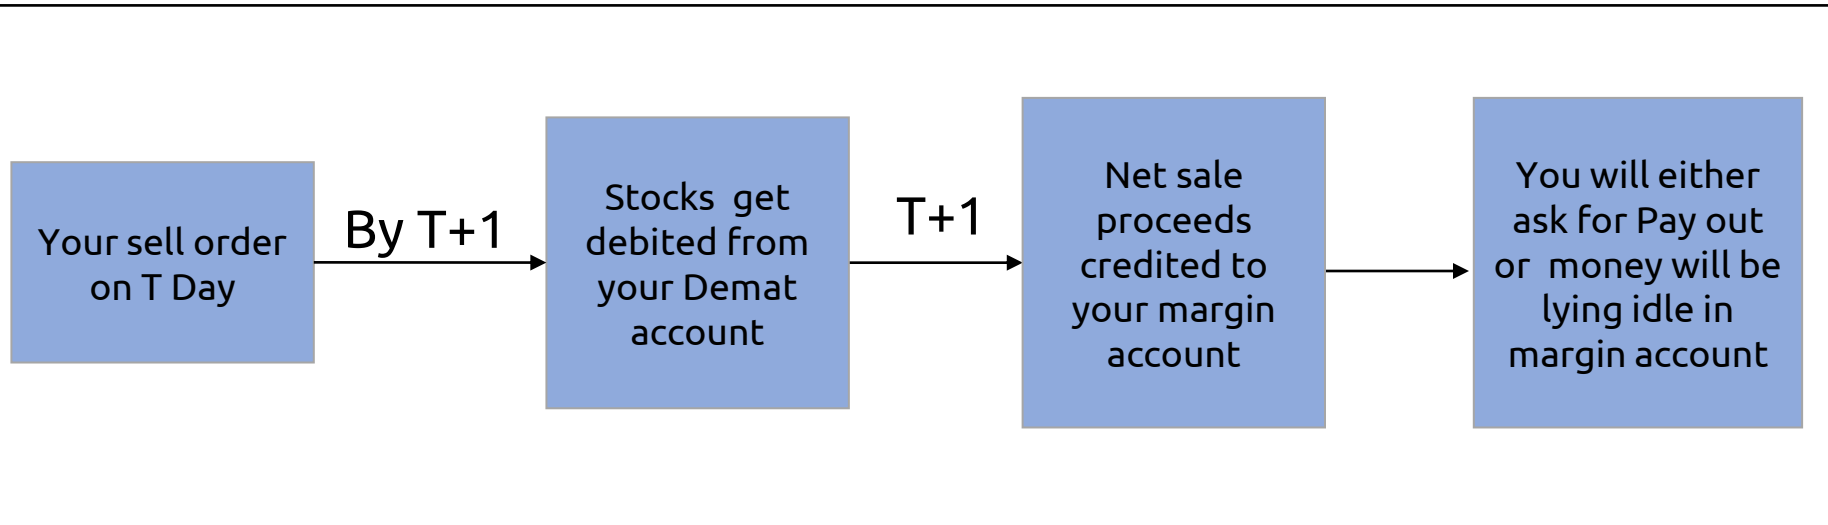 Your sell order
on T Day
By T+1
Stocks  get
debited from
your Demat
account
T+1
Net sale
proceeds
credited to
your margin
account
You will either
ask for Pay out
or  money will be
lying idle in
margin account